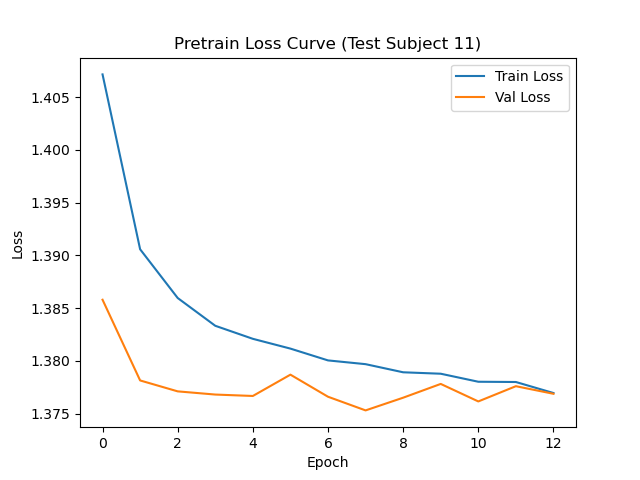 Pretrain Loss Curve (Test Subject 11)
Train Loss
Val Loss
1.405
1.400
1.395
1.390
1.385
1.380
1.375
Loss
0 2 4 6 8 10 12
Epoch